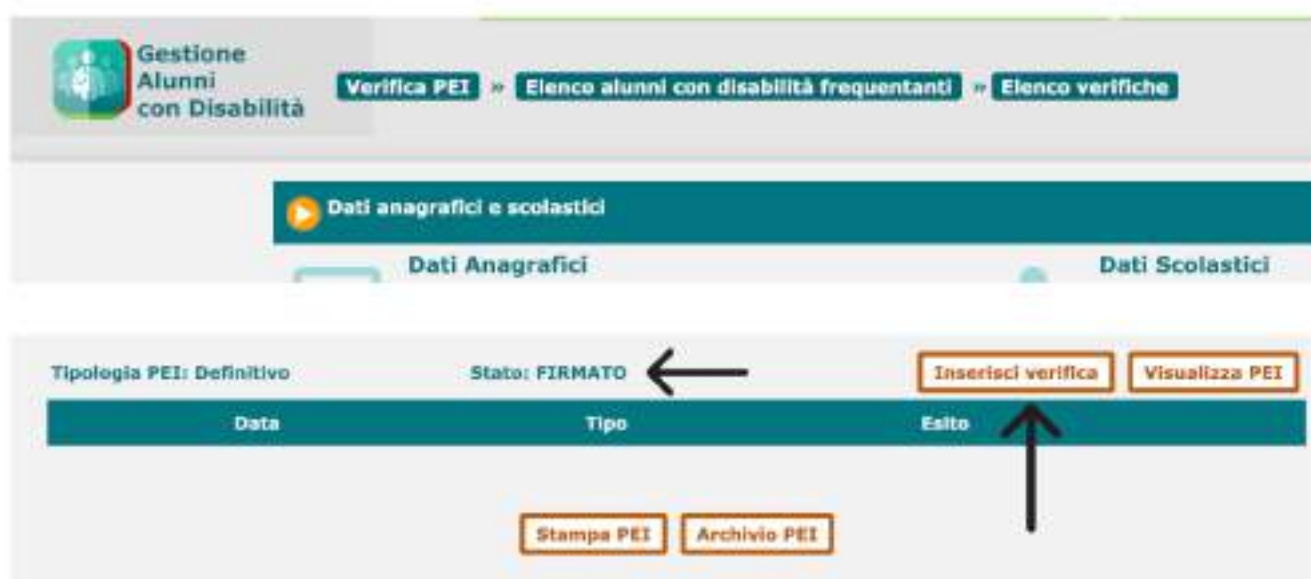 Gestione
Alunni
con Disabilità
Verifica PEI » Elenco alunni con disabilità frequentanti » Elenco verifiche
Dati anagrafici e scolastici
Dati Anagrafici Dati Scolastici
Tipologia PEI: Definitivo Stato: FIRMATO Inserisci verifica Visualizza PEI
Data Tipo Esito
Stampa PEI Archivio PEI